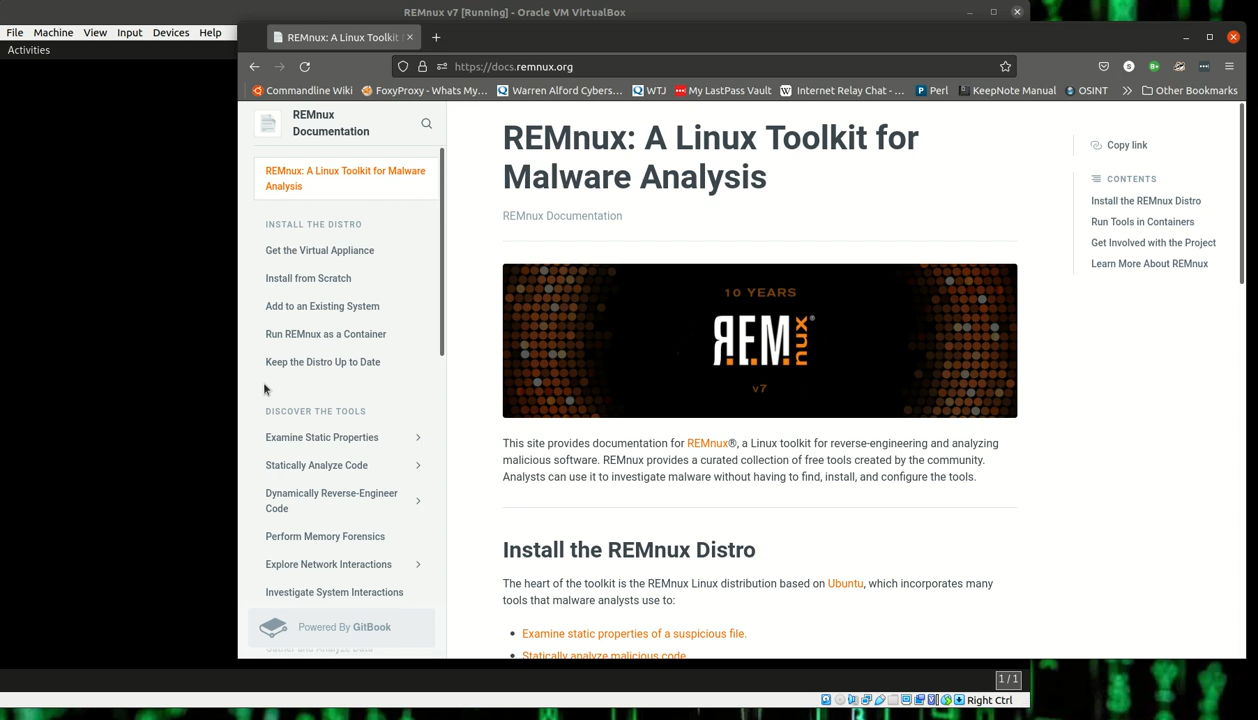 REMnux v7 [Running] - Oracle VM VirtualBox
File Machine View Input Devices Help
Activities
REMnux: A Linux Toolkit f
https://docs.remnux.org
Commandline Wiki FoxyProxy - Whats My... Warren Alford Cybers... WTJ My LastPass Vault Internet Relay Chat - ... Perl KeepNote Manual OSINT Other Bookmarks
REMnux
Documentation
REMnux: A Linux Toolkit for Malware
Analysis
INSTALL THE DISTRO
Get the Virtual Appliance
Install from Scratch
Add to an Existing System
Run REMnux as a Container
Keep the Distro Up to Date
DISCOVER THE TOOLS
Examine Static Properties
Statically Analyze Code
Dynamically Reverse-Engineer
Code
Perform Memory Forensics
Explore Network Interactions
Investigate System Interactions
Gather and Analyze Data
Powered By GitBook
REMnux: A Linux Toolkit for
Malware Analysis
REMnux Documentation
10 YEARS
REM nux®
v7
This site provides documentation for REMnux®, a Linux toolkit for reverse-engineering and analyzing
malicious software. REMnux provides a curated collection of free tools created by the community.
Analysts can use it to investigate malware without having to find, install, and configure the tools.
Install the REMnux Distro
The heart of the toolkit is the REMnux Linux distribution based on Ubuntu, which incorporates many
tools that malware analysts use to:
• Examine static properties of a suspicious file.
• Statically analyze malicious code.
Copy link
CONTENTS
Install the REMnux Distro
Run Tools in Containers
Get Involved with the Project
Learn More About REMnux
1 / 1
Right Ctrl